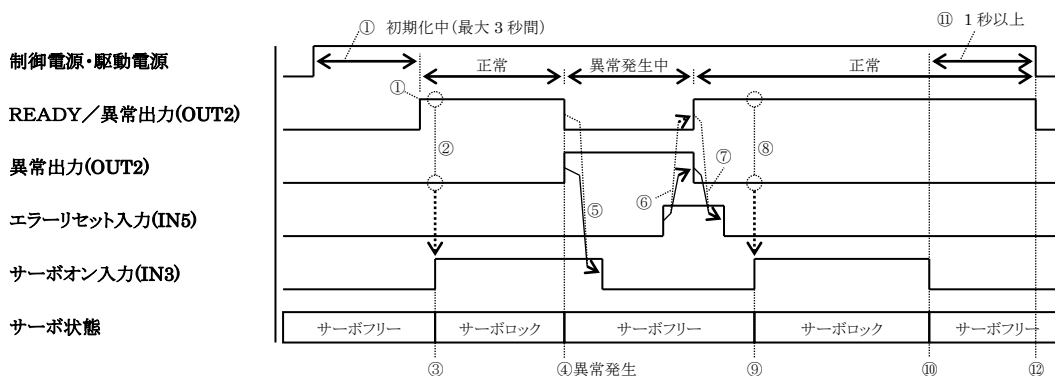 ① 初期化中(最大3秒間)
⑪ 1秒以上
制御電源・駆動電源
正常
異常発生中
正常
①
READY／異常出力(OUT2)
②
⑧
⑦
異常出力(OUT2)
⑥
⑤
エラーリセット入力(IN5)
サーボオン入力(IN3)
サーボ状態
サーボフリー
サーボロック
サーボフリー
サーボロック
サーボフリー
③
④異常発生
⑨
⑩
⑫